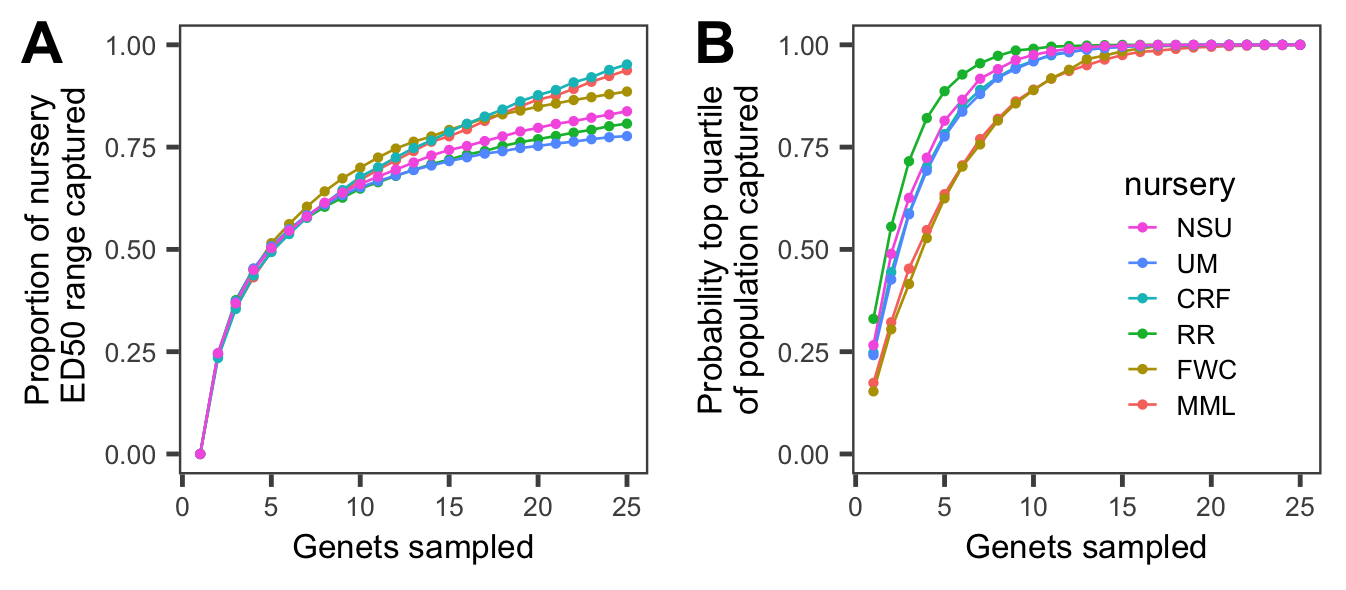 A
Proportion of nursery
ED50 range captured
1.00
0.75
0.50
0.25
0.00
0 5 10 15 20 25
Genets sampled
B
Probability top quartile
of population captured
1.00
0.75
0.50
0.25
0.00
nursery
NSU
UM
CRF
RR
FWC
MML
0 5 10 15 20 25
Genets sampled